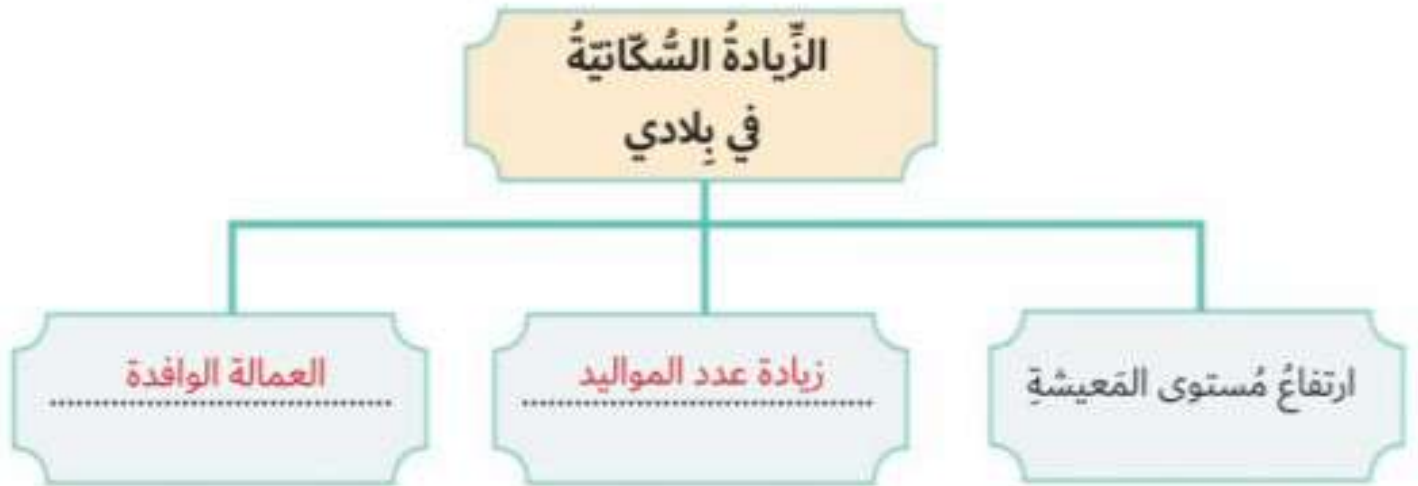 الزِّيادةُ السُّكّانيّةُ
في بِلادي
ارتفاعُ مُستوى المَعيشةِ
زيادة عدد المواليد
العمالة الوافدة